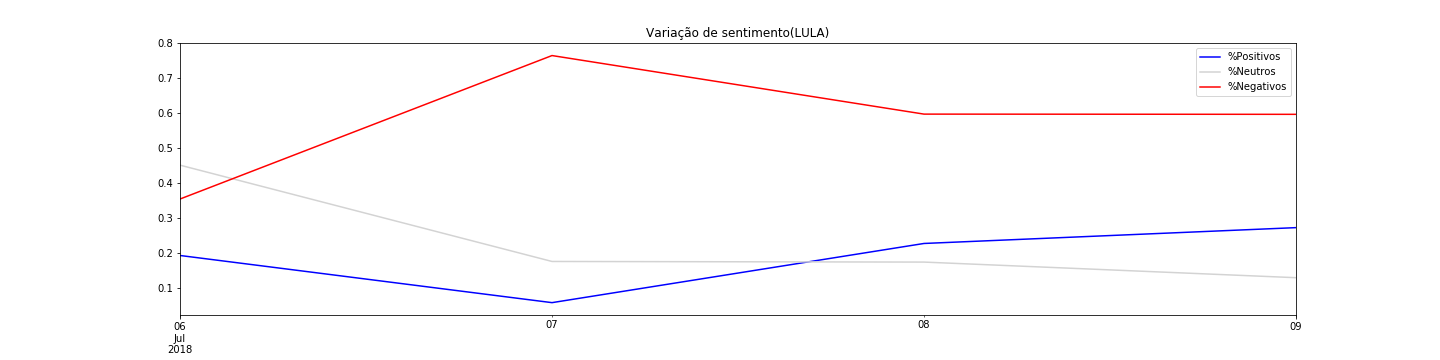 Variação de sentimento(LULA)
0.8
0.7
0.6
0.5
0.4
0.3
0.2
0.1
%Positivos
%Neutros
%Negativos
06
Jul
2018
07
08
09